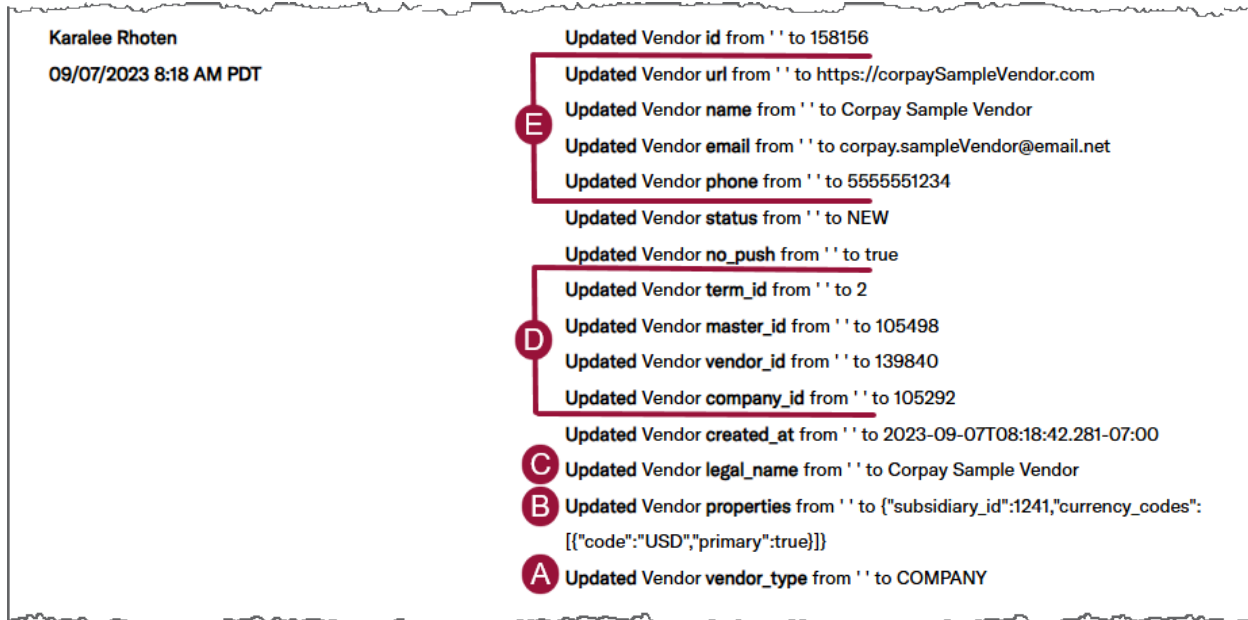 Karalee Rhoten
09/07/2023 8:18 AM PDT
Updated Vendor id from ' ' to 158156
E
Updated Vendor url from ' ' to https://corpaySampleVendor.com
Updated Vendor name from ' ' to Corpay Sample Vendor
Updated Vendor email from ' ' to corpay.sampleVendor@email.net
Updated Vendor phone from ' ' to 5555551234
Updated Vendor status from ' ' to NEW
Updated Vendor no_push from ' ' to true
D
Updated Vendor term_id from ' ' to 2
Updated Vendor master_id from ' ' to 105498
Updated Vendor vendor_id from ' ' to 139840
Updated Vendor company_id from ' ' to 105292
Updated Vendor created_at from ' ' to 2023-09-07T08:18:42.281-07:00
C Updated Vendor legal_name from ' ' to Corpay Sample Vendor
B Updated Vendor properties from ' ' to {"subsidiary_id":1241,"currency_codes":
[{"code":"USD","primary":true}]}
A Updated Vendor vendor_type from ' ' to COMPANY